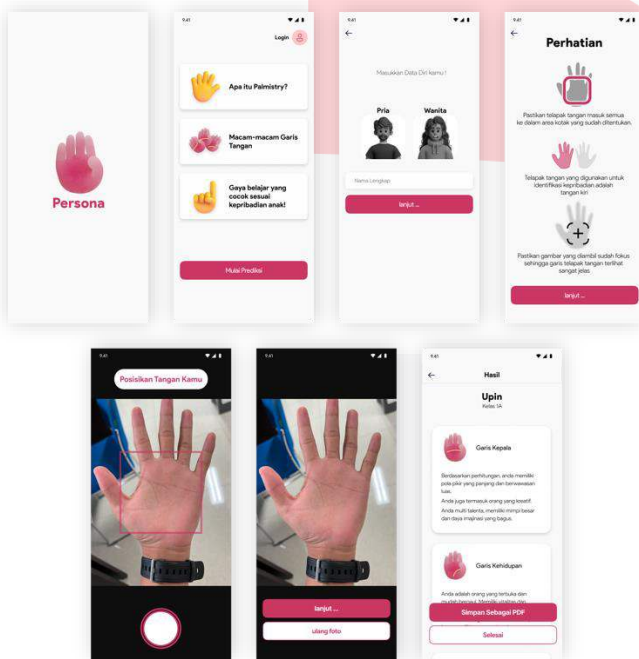 Persona
9:41
Login
Apa itu Palmistry?
Macam-macam Garis
Tangan
Gaya belajar yang
cocok sesuai
kepribadian anak!
Mulai Prediksi
9:41
Masukkan Data Diri kamu !
Pria
Wanita
Nama Lengkap
lanjut ...
9:41
Perhatian
Pastikan telapak tangan masuk semua
ke dalam area kotak yang sudah ditentukan.
Telapak tangan yang digunakan untuk
identifikasi kepribadian adalah
tangan kiri
Pastikan gambar yang diambil sudah fokus
sehingga garis telapak tangan terlihat
sangat jelas
lanjut ...
9:41
Posisikan Tangan Kamu
9:41
lanjut ...
ulang foto
9:41
Hasil
Upin
Kelas 1A
Garis Kepala
Berdasarkan perhitungan, anda memiliki
pola pikir yang panjang dan berwawasan
luas.
Anda juga termasuk orang yang kreatif
Anda multi talenta, memiliki mimpi besar
dan daya imajinasi yang bagus.
Garis Kehidupan
Anda adalah orang yang terbuka dan
mudah bergaul. Memiliki vitalitas dan
Simpan Sebagai PDF
Selesai